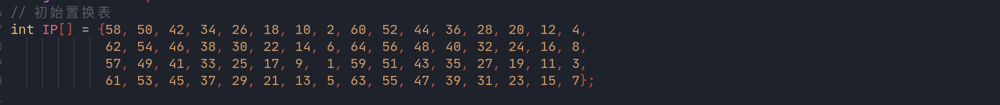 // 初始置换表
int IP[] = {58, 50, 42, 34, 26, 18, 10, 2, 60, 52, 44, 36, 28, 20, 12, 4,
62, 54, 46, 38, 30, 22, 14, 6, 64, 56, 48, 40, 32, 24, 16, 8,
57, 49, 41, 33, 25, 17, 9,  1, 59, 51, 43, 35, 27, 19, 11, 3,
61, 53, 45, 37, 29, 21, 13, 5, 63, 55, 47, 39, 31, 23, 15, 7};